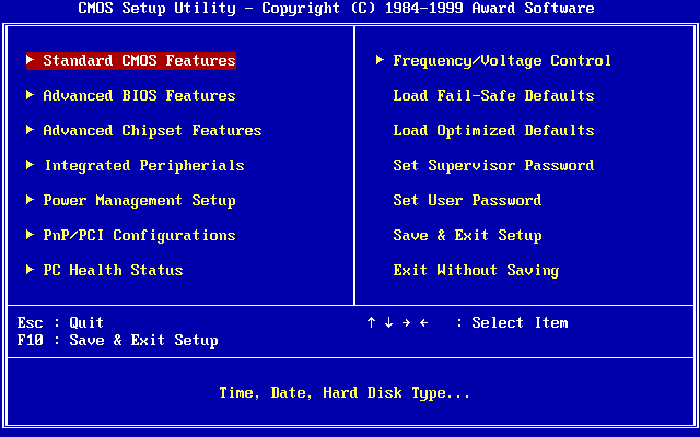 CMOS Setup Utility - Copyright (C) 1984-1999 Award Software
▶ Standard CMOS Features
▶ Advanced BIOS Features
▶ Advanced Chipset Features
▶ Integrated Peripherials
▶ Power Management Setup
▶ PnP/PCI Configurations
▶ PC Health Status
▶ Frequency/Voltage Control
Load Fail-Safe Defaults
Load Optimized Defaults
Set Supervisor Password
Set User Password
Save & Exit Setup
Exit Without Saving
Esc : Quit
F10 : Save & Exit Setup
↑ ↓ → ← : Select Item
Time, Date, Hard Disk Type...